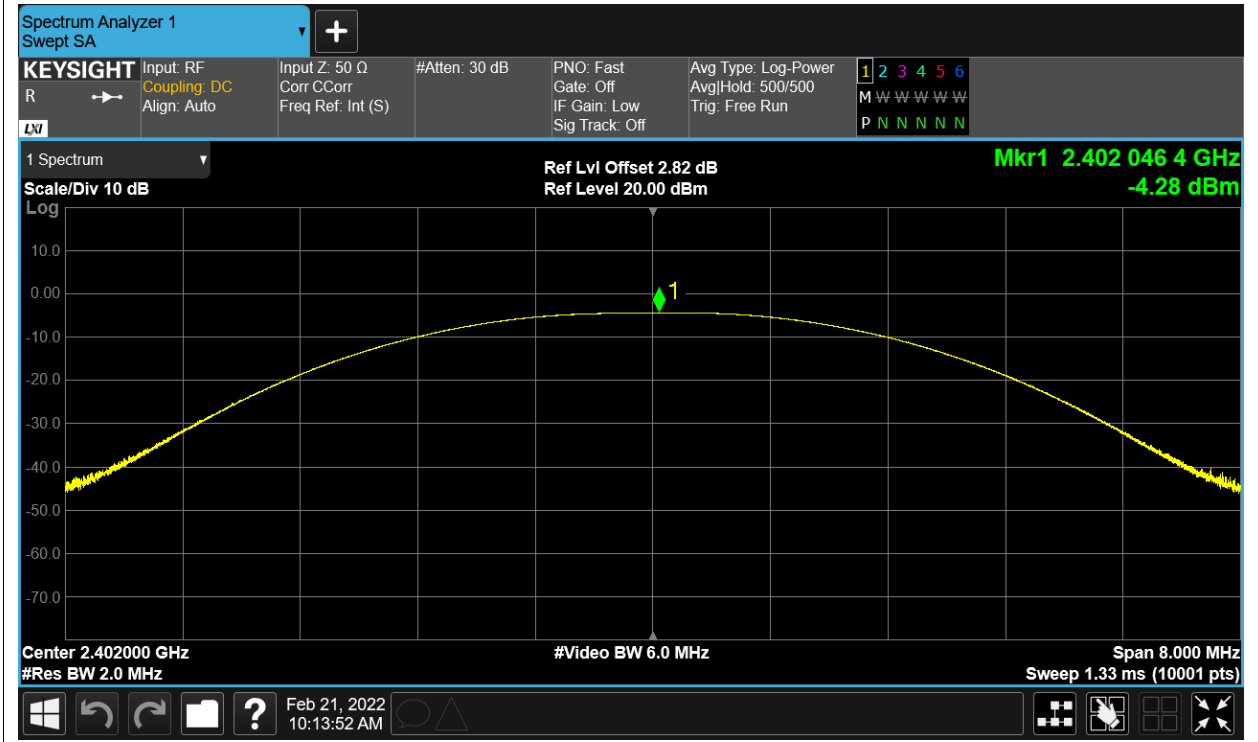 Spectrum Analyzer 1
Swept SA
+
KEYSIGHT
R
LXI
Input: RF
Coupling: DC
Align: Auto
Input Z: 50 Ω
Corr CCorr
Freq Ref: Int (S)
#Atten: 30 dB
PNO: Fast
Gate: Off
IF Gain: Low
Sig Track: Off
Avg Type: Log-Power
Avg|Hold: 500/500
Trig: Free Run
1 2 3 4 5 6
M W W W W W
P N N N N N
1 Spectrum
Scale/Div 10 dB
Log
Ref Lvl Offset 2.82 dB
Ref Level 20.00 dBm
Mkr1 2.402 046 4 GHz
-4.28 dBm
10.0
0.00
1
-10.0
-20.0
-30.0
-40.0
-50.0
-60.0
-70.0
Center 2.402000 GHz
#Res BW 2.0 MHz
#Video BW 6.0 MHz
Span 8.000 MHz
Sweep 1.33 ms (10001 pts)
?
Feb 21, 2022
10:13:52 AM